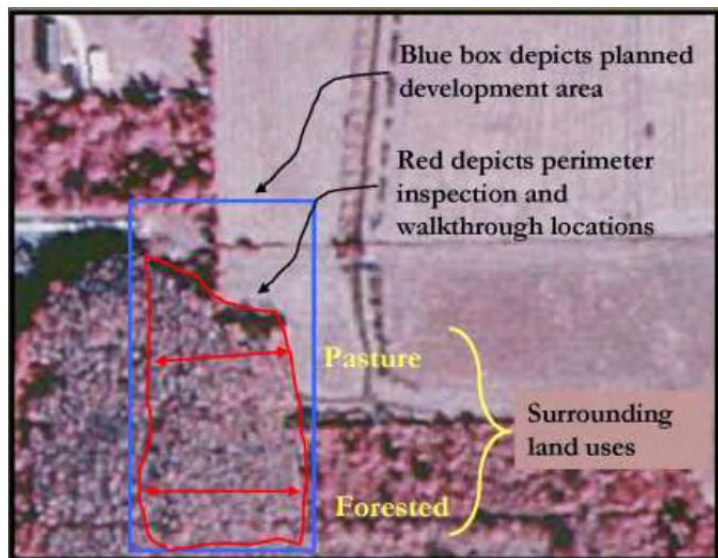 Blue box depicts planned
development area
Red depicts perimeter
inspection and
walkthrough locations
Pasture
Surrounding
land uses
Forested